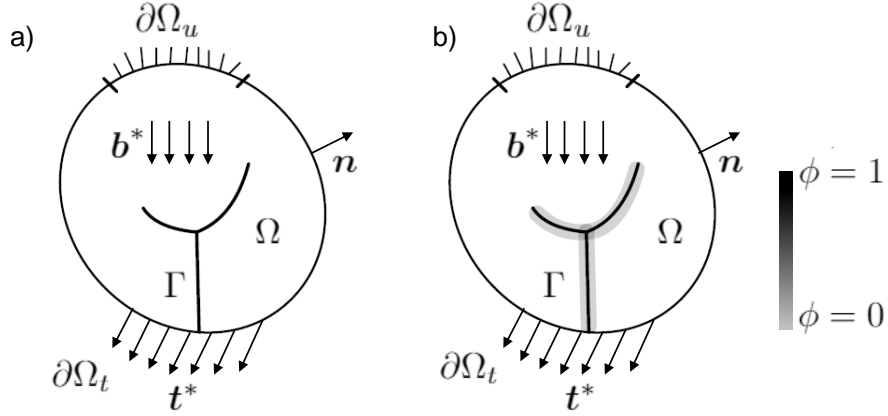 a)
∂Ω_u
b*
n
Ω
Γ
∂Ω_t
t*
b)
∂Ω_u
b*
n
Ω
Γ
∂Ω_t
t*
ϕ = 1
ϕ = 0